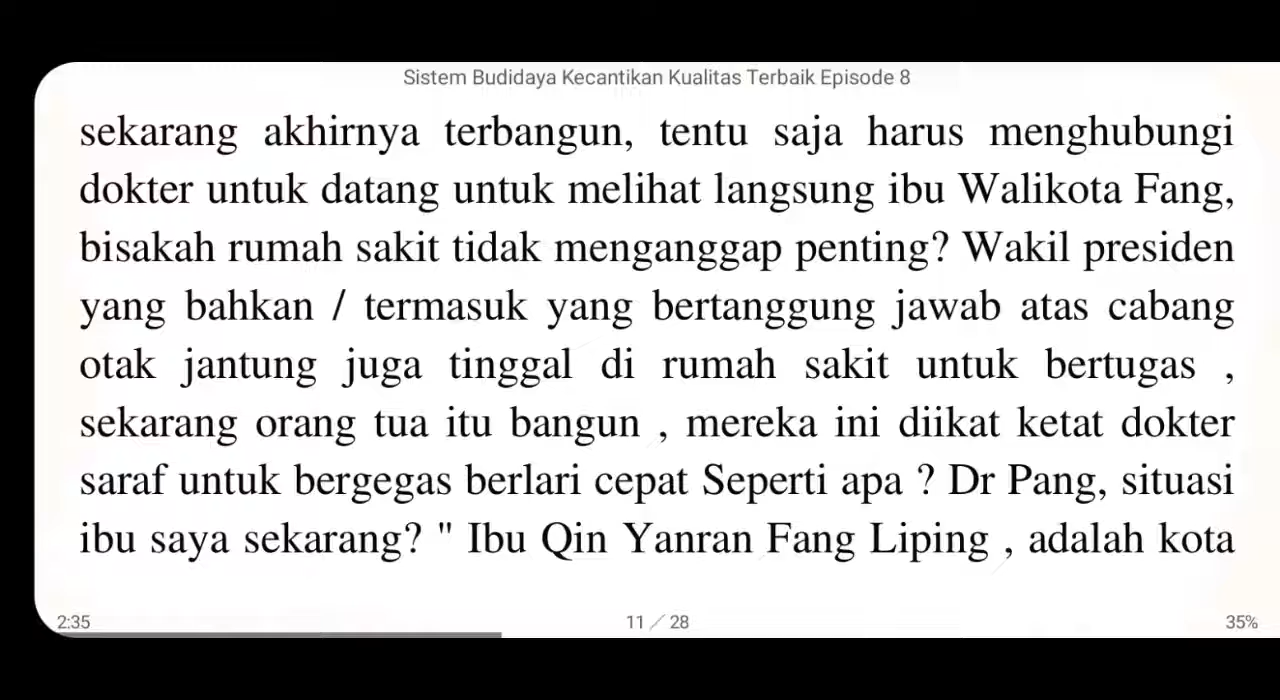 Sistem Budidaya Kecantikan Kualitas Terbaik Episode 8
sekarang akhirnya terbangun, tentu saja harus menghubungi
dokter untuk datang untuk melihat langsung ibu Walikota Fang,
bisakah rumah sakit tidak menganggap penting? Wakil presiden
yang bahkan / termasuk yang bertanggung jawab atas cabang
otak jantung juga tinggal di rumah sakit untuk bertugas ,
sekarang orang tua itu bangun , mereka ini diikat ketat dokter
saraf untuk bergegas berlari cepat Seperti apa ? Dr Pang, situasi
ibu saya sekarang? " Ibu Qin Yanran Fang Liping , adalah kota
2:35 11 / 28 35%